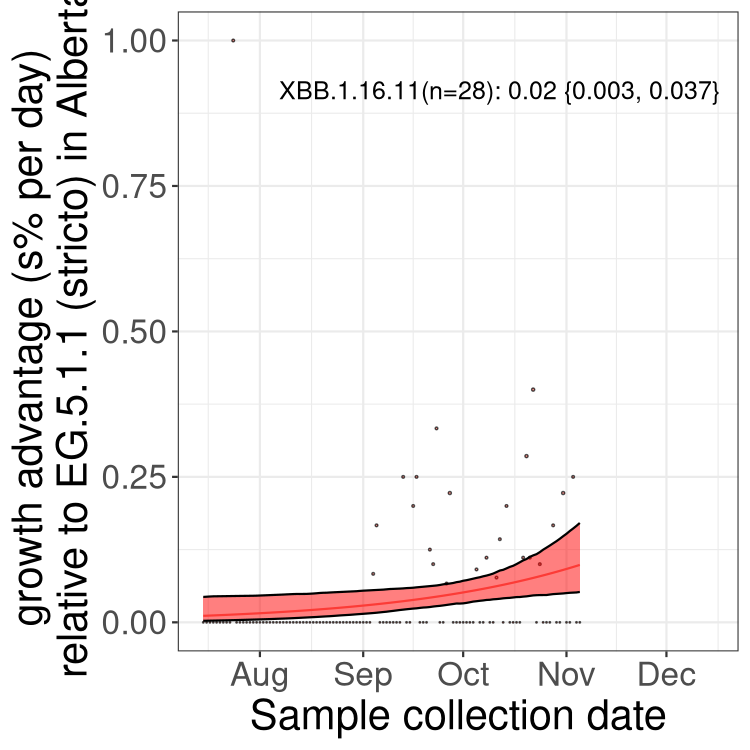 growth advantage (s% per day)
relative to EG.5.1.1 (stricto) in Alberta
1.00
0.75
0.50
0.25
0.00
XBB.1.16.11(n=28): 0.02 {0.003, 0.037}
Aug Sep Oct Nov Dec
Sample collection date